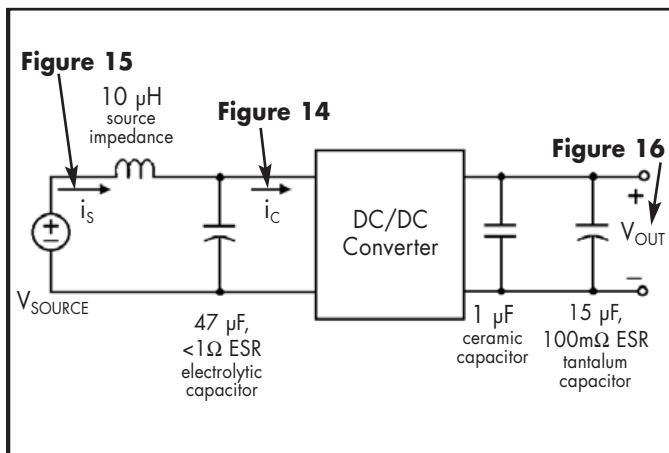 Figure 15
10 µH
source
impedance
Figure 14
Figure 16
i_S
i_C
DC/DC
Converter
+
V_OUT
−
+
−
V_SOURCE
47 µF,
<1Ω ESR
electrolytic
capacitor
1 µF
ceramic
capacitor
15 µF,
100mΩ ESR
tantalum
capacitor